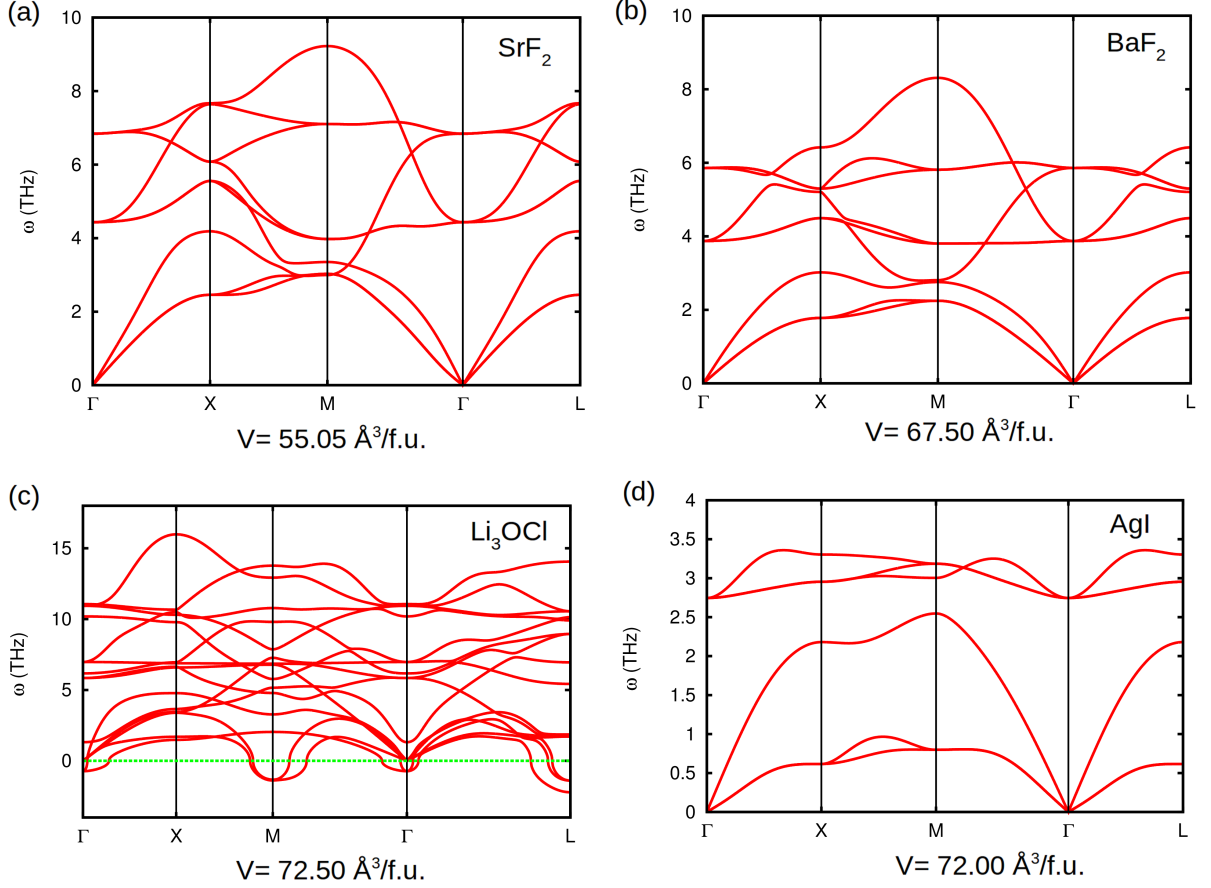 (a)
SrF2
10
8
6
4
2
0
ω (THz)
Γ X M Γ L
V= 55.05 Å³/f.u.
(b)
BaF2
10
8
6
4
2
0
ω (THz)
Γ X M Γ L
V= 67.50 Å³/f.u.
(c)
Li3OCl
15
10
5
0
ω (THz)
Γ X M Γ L
V= 72.50 Å³/f.u.
(d)
AgI
4
3.5
3
2.5
2
1.5
1
0.5
0
ω (THz)
Γ X M Γ L
V= 72.00 Å³/f.u.